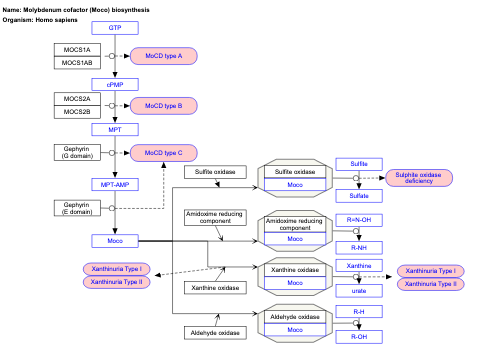 Name: Molybdenum cofactor (Moco) biosynthesis
Organism: Homo sapiens
GTP
MOCS1A
MOCS1AB
MoCD type A
cPMP
MOCS2A
MOCS2B
MoCD type B
MPT
Gephyrin
(G domain)
MoCD type C
Sulfite oxidase
Sulfite oxidase
Moco
Sulfite
Sulphite oxidase
deficiency
Sulfate
MPT-AMP
Gephyrin
(E domain)
Amidoxime reducing
component
Amidoxime reducing
component
Moco
R=N-OH
R-NH
Moco
Xanthinuria Type I
Xanthinuria Type II
Xanthine oxidase
Xanthine oxidase
Moco
Xanthine
urate
Xanthinuria Type I
Xanthinuria Type II
Aldehyde oxidase
Aldehyde oxidase
Moco
R-H
R-OH